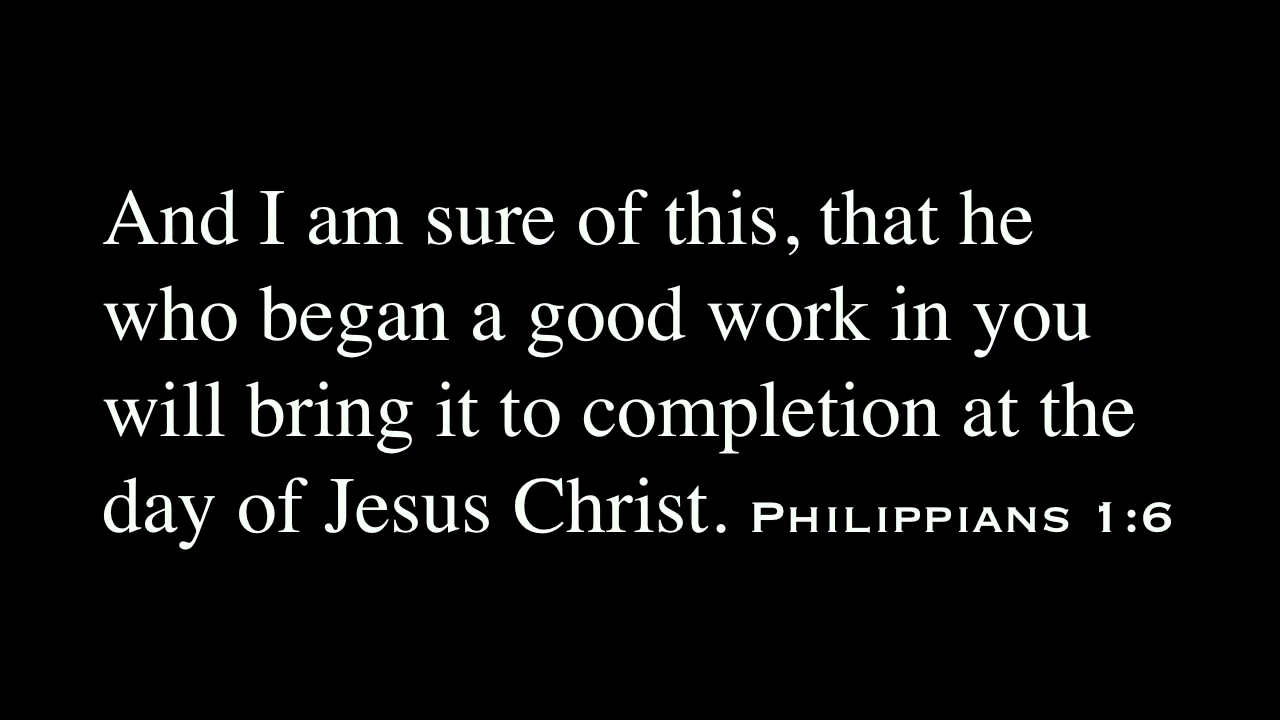 And I am sure of this, that he
who began a good work in you
will bring it to completion at the
day of Jesus Christ. Philippians 1:6